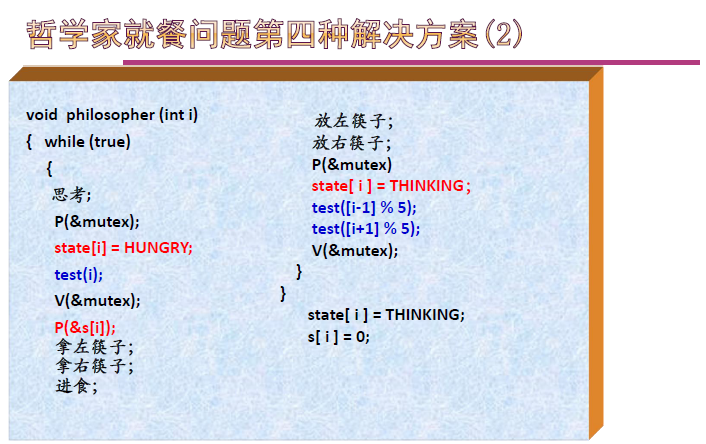 哲学家就餐问题第四种解决方案(2)
void philosopher (int i)
{ while (true)
{
思考;
P(&mutex);
state[i] = HUNGRY;
test(i);
V(&mutex);
P(&s[i]);
拿左筷子;
拿右筷子;
进食;
放左筷子;
放右筷子;
P(&mutex)
state[ i ] = THINKING;
test([i-1] % 5);
test([i+1] % 5);
V(&mutex);
}
}
state[ i ] = THINKING;
s[ i ] = 0;